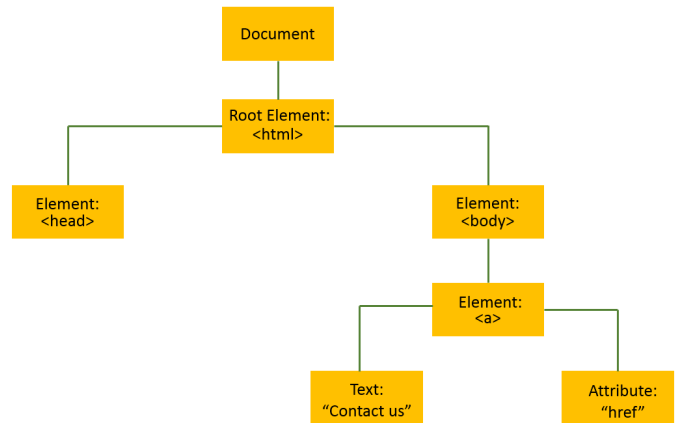 Document
Root Element:
<html>
Element:
<head>
Element:
<body>
Element:
<a>
Text:
“Contact us”
Attribute:
“href”